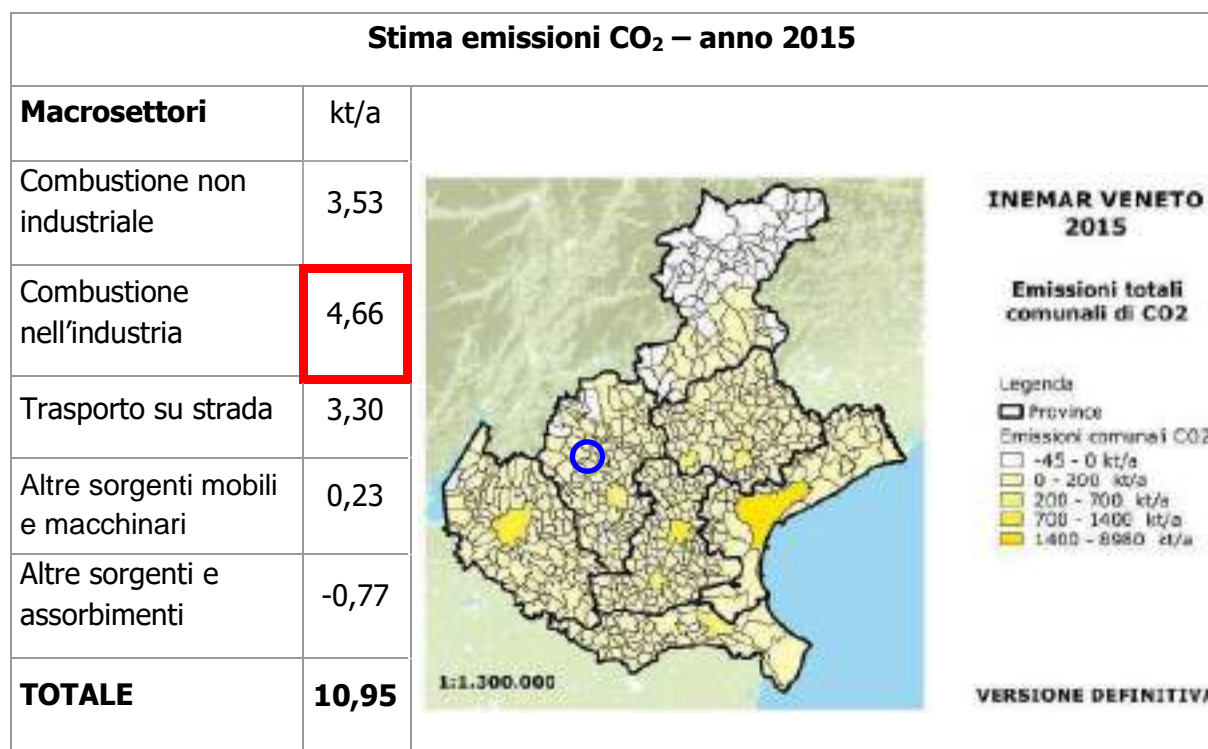 Stima emissioni CO₂ – anno 2015
Macrosettori
kt/a
Combustione non
industriale
3,53
Combustione
nell’industria
4,66
Trasporto su strada
3,30
Altre sorgenti mobili
e macchinari
0,23
Altre sorgenti e
assorbimenti
-0,77
TOTALE
10,95
1:1.300.000
INEMAR VENETO
2015
Emissioni totali
comunali di CO2
Legenda
Province
Emissioni comunali CO2
-45 - 0 kt/a
0 - 200 kt/a
200 - 700 kt/a
700 - 1400 kt/a
1400 - 8980 kt/a
VERSIONE DEFINITIVA